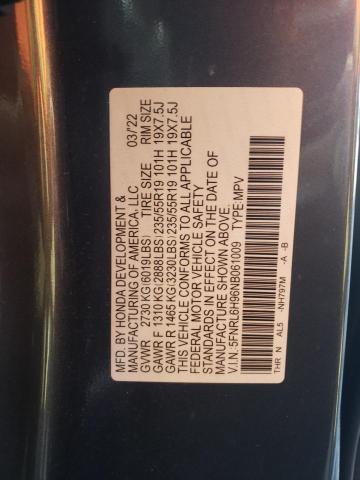 MFD. BY HONDA DEVELOPMENT & 03/'22
MANUFACTURING OF AMERICA, LLC
GVWR 2730 KG(6019LBS) TIRE SIZE RIM SIZE
GAWR F 1310 KG(2888LBS)235/55R19 101H 19X7.5J
GAWR R 1465 KG(3230LBS)235/55R19 101H 19X7.5J
THIS VEHICLE CONFORMS TO ALL APPLICABLE
FEDERAL MOTOR VEHICLE SAFETY
STANDARDS IN EFFECT ON THE DATE OF
MANUFACTURE SHOWN ABOVE.
V.I.N. 5FNRL6H96NB061009 TYPE:MPV
THR N AL5 -NH797M -A -B